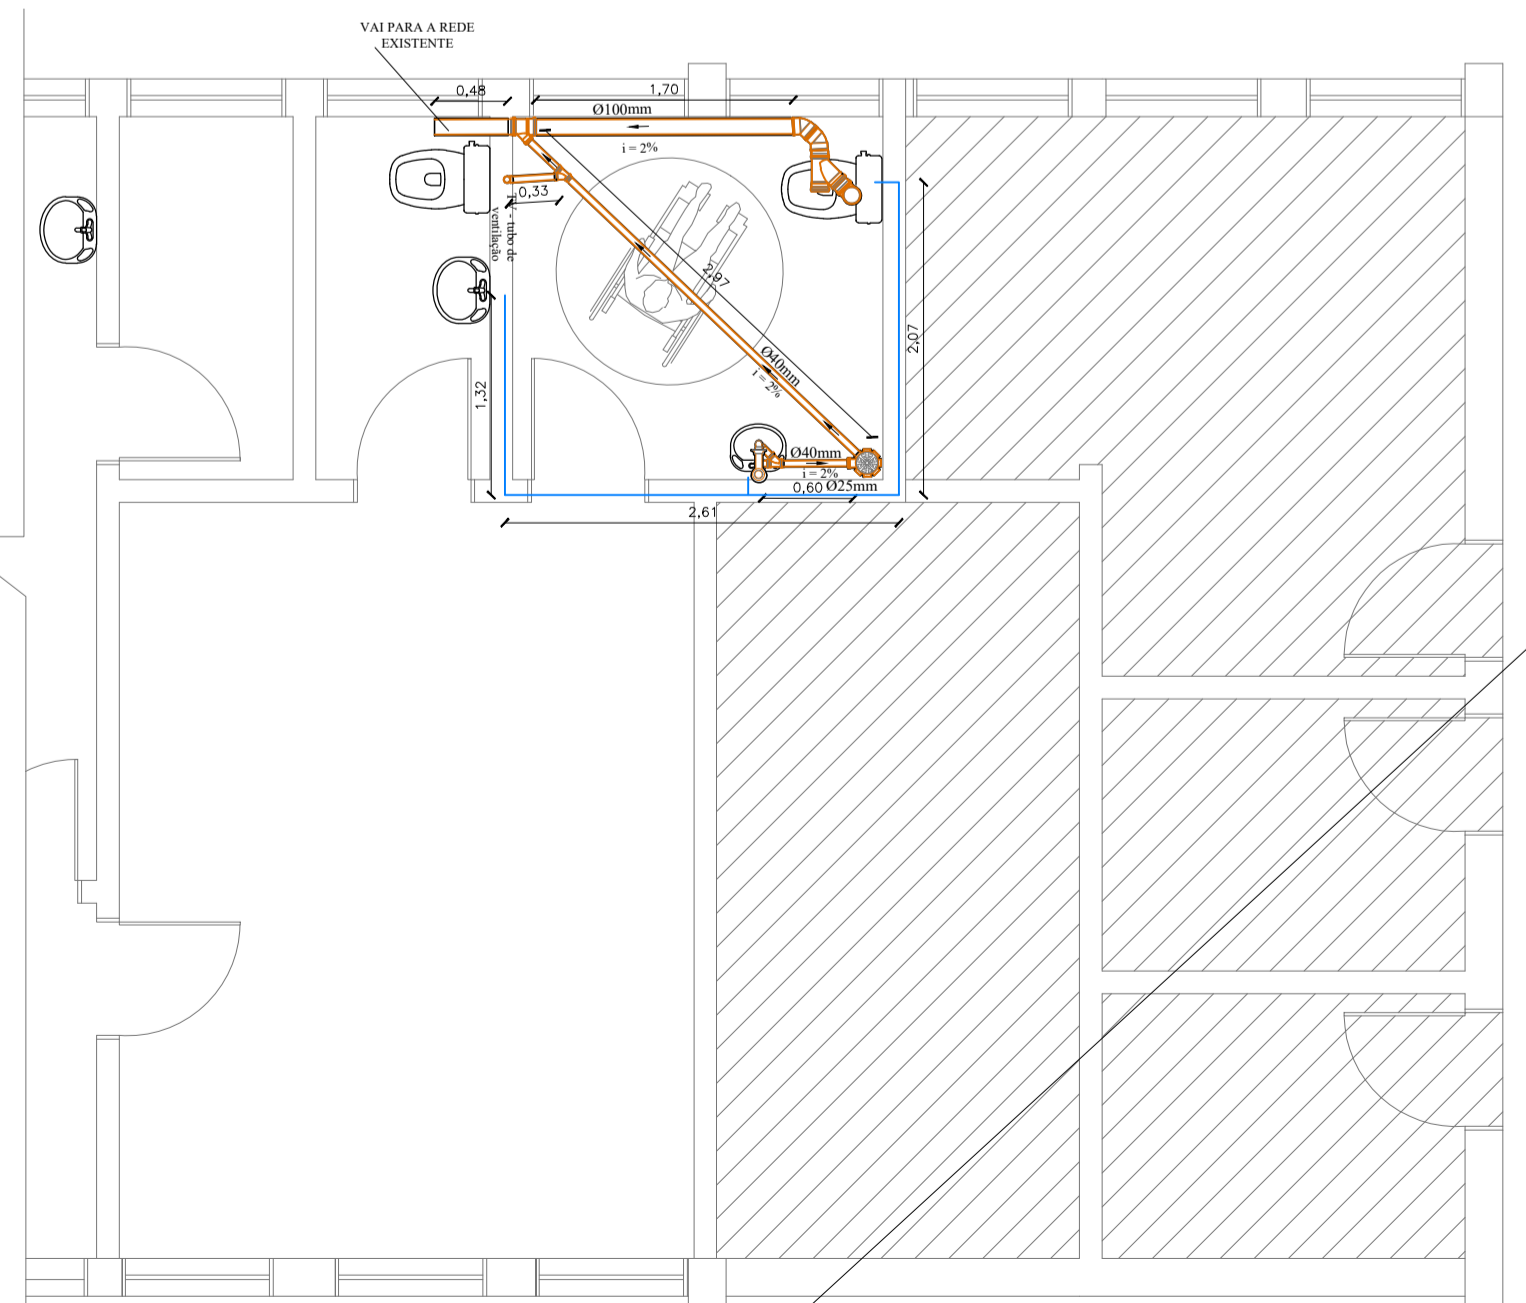 VAI PARA A REDE
EXISTENTE
0,48
1,70
Ø100mm
i = 2%
0,33
TV - tubo de
ventilação
2,97
2,07
Ø40mm
i = 2%
1,32
Ø40mm
i = 2%
0,60 Ø25mm
2,61